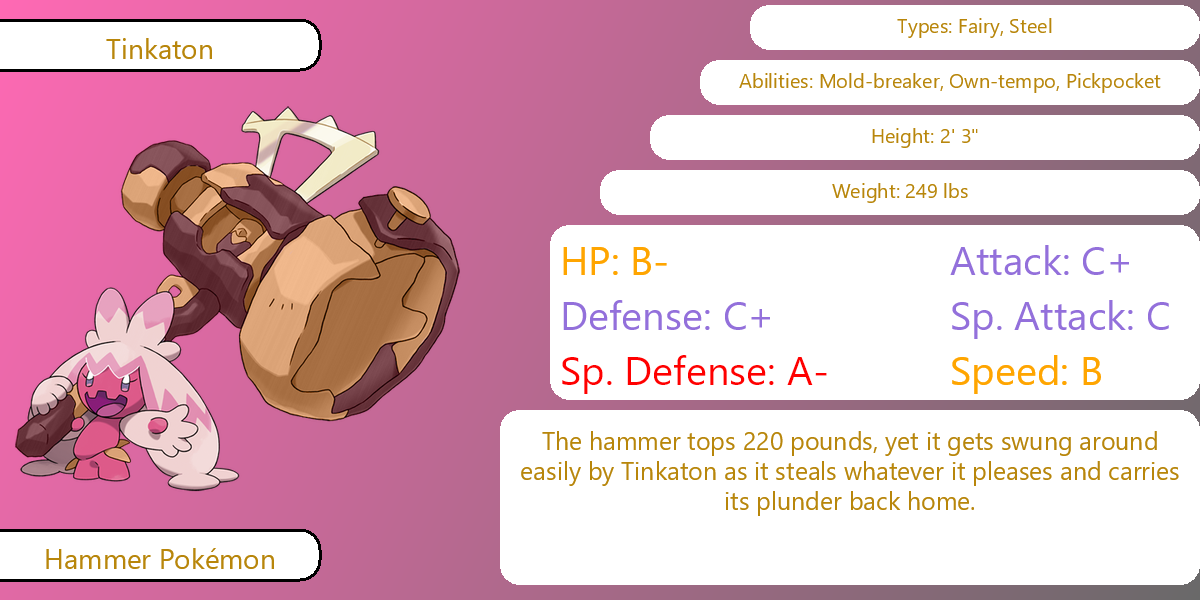 Tinkaton
Types: Fairy, Steel
Abilities: Mold-breaker, Own-tempo, Pickpocket
Height: 2' 3"
Weight: 249 lbs
HP: B-
Attack: C+
Defense: C+
Sp. Attack: C
Sp. Defense: A-
Speed: B
The hammer tops 220 pounds, yet it gets swung around
easily by Tinkaton as it steals whatever it pleases and carries
its plunder back home.
Hammer Pokémon